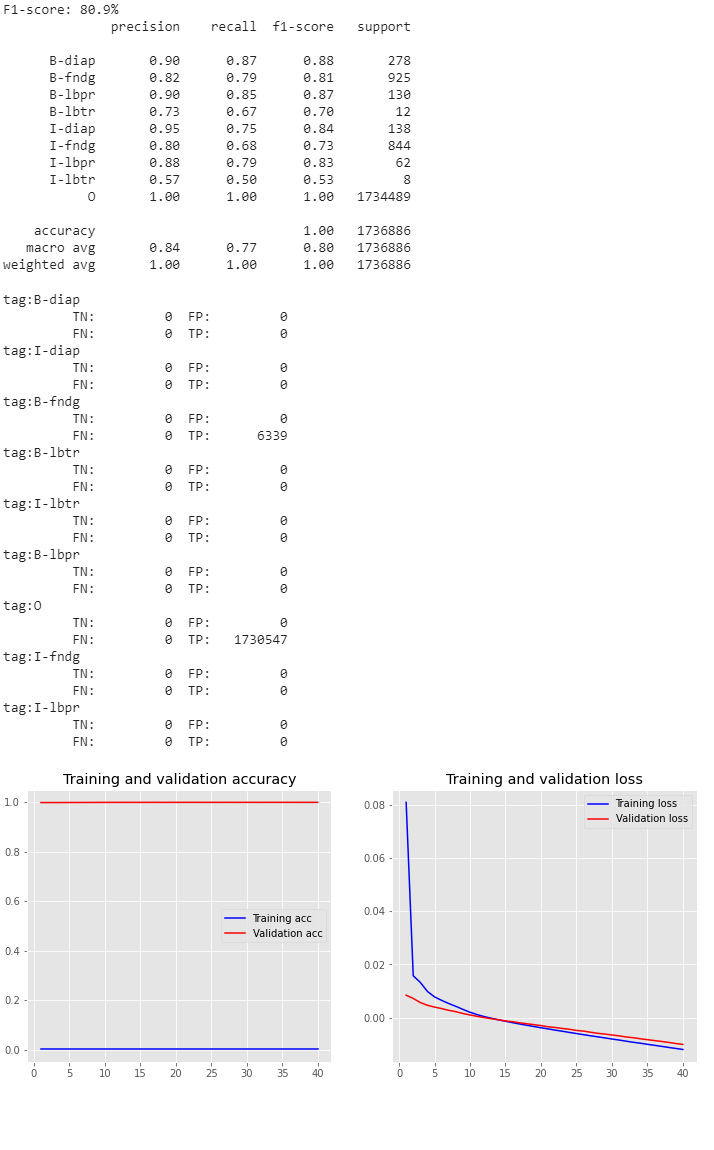 F1-score: 80.9%
precision recall f1-score support
B-diap 0.90 0.87 0.88 278
B-fndg 0.82 0.79 0.81 925
B-lbpr 0.90 0.85 0.87 130
B-lbtr 0.73 0.67 0.70 12
I-diap 0.95 0.75 0.84 138
I-fndg 0.80 0.68 0.73 844
I-lbpr 0.88 0.79 0.83 62
I-lbtr 0.57 0.50 0.53 8
O 1.00 1.00 1.00 1734489
accuracy 1.00 1736886
macro avg 0.84 0.77 0.80 1736886
weighted avg 1.00 1.00 1.00 1736886
tag:B-diap
TN: 0 FP: 0
FN: 0 TP: 0
tag:I-diap
TN: 0 FP: 0
FN: 0 TP: 0
tag:B-fndg
TN: 0 FP: 0
FN: 0 TP: 6339
tag:B-lbtr
TN: 0 FP: 0
FN: 0 TP: 0
tag:I-lbtr
TN: 0 FP: 0
FN: 0 TP: 0
tag:B-lbpr
TN: 0 FP: 0
FN: 0 TP: 0
tag:O
TN: 0 FP: 0
FN: 0 TP: 1730547
tag:I-fndg
TN: 0 FP: 0
FN: 0 TP: 0
tag:I-lbpr
TN: 0 FP: 0
FN: 0 TP: 0
Training and validation accuracy
1.0
0.8
0.6
0.4
0.2
0.0
Training acc
Validation acc
0 5 10 15 20 25 30 35 40
Training and validation loss
0.08
0.06
0.04
0.02
0.00
Training loss
Validation loss
0 5 10 15 20 25 30 35 40